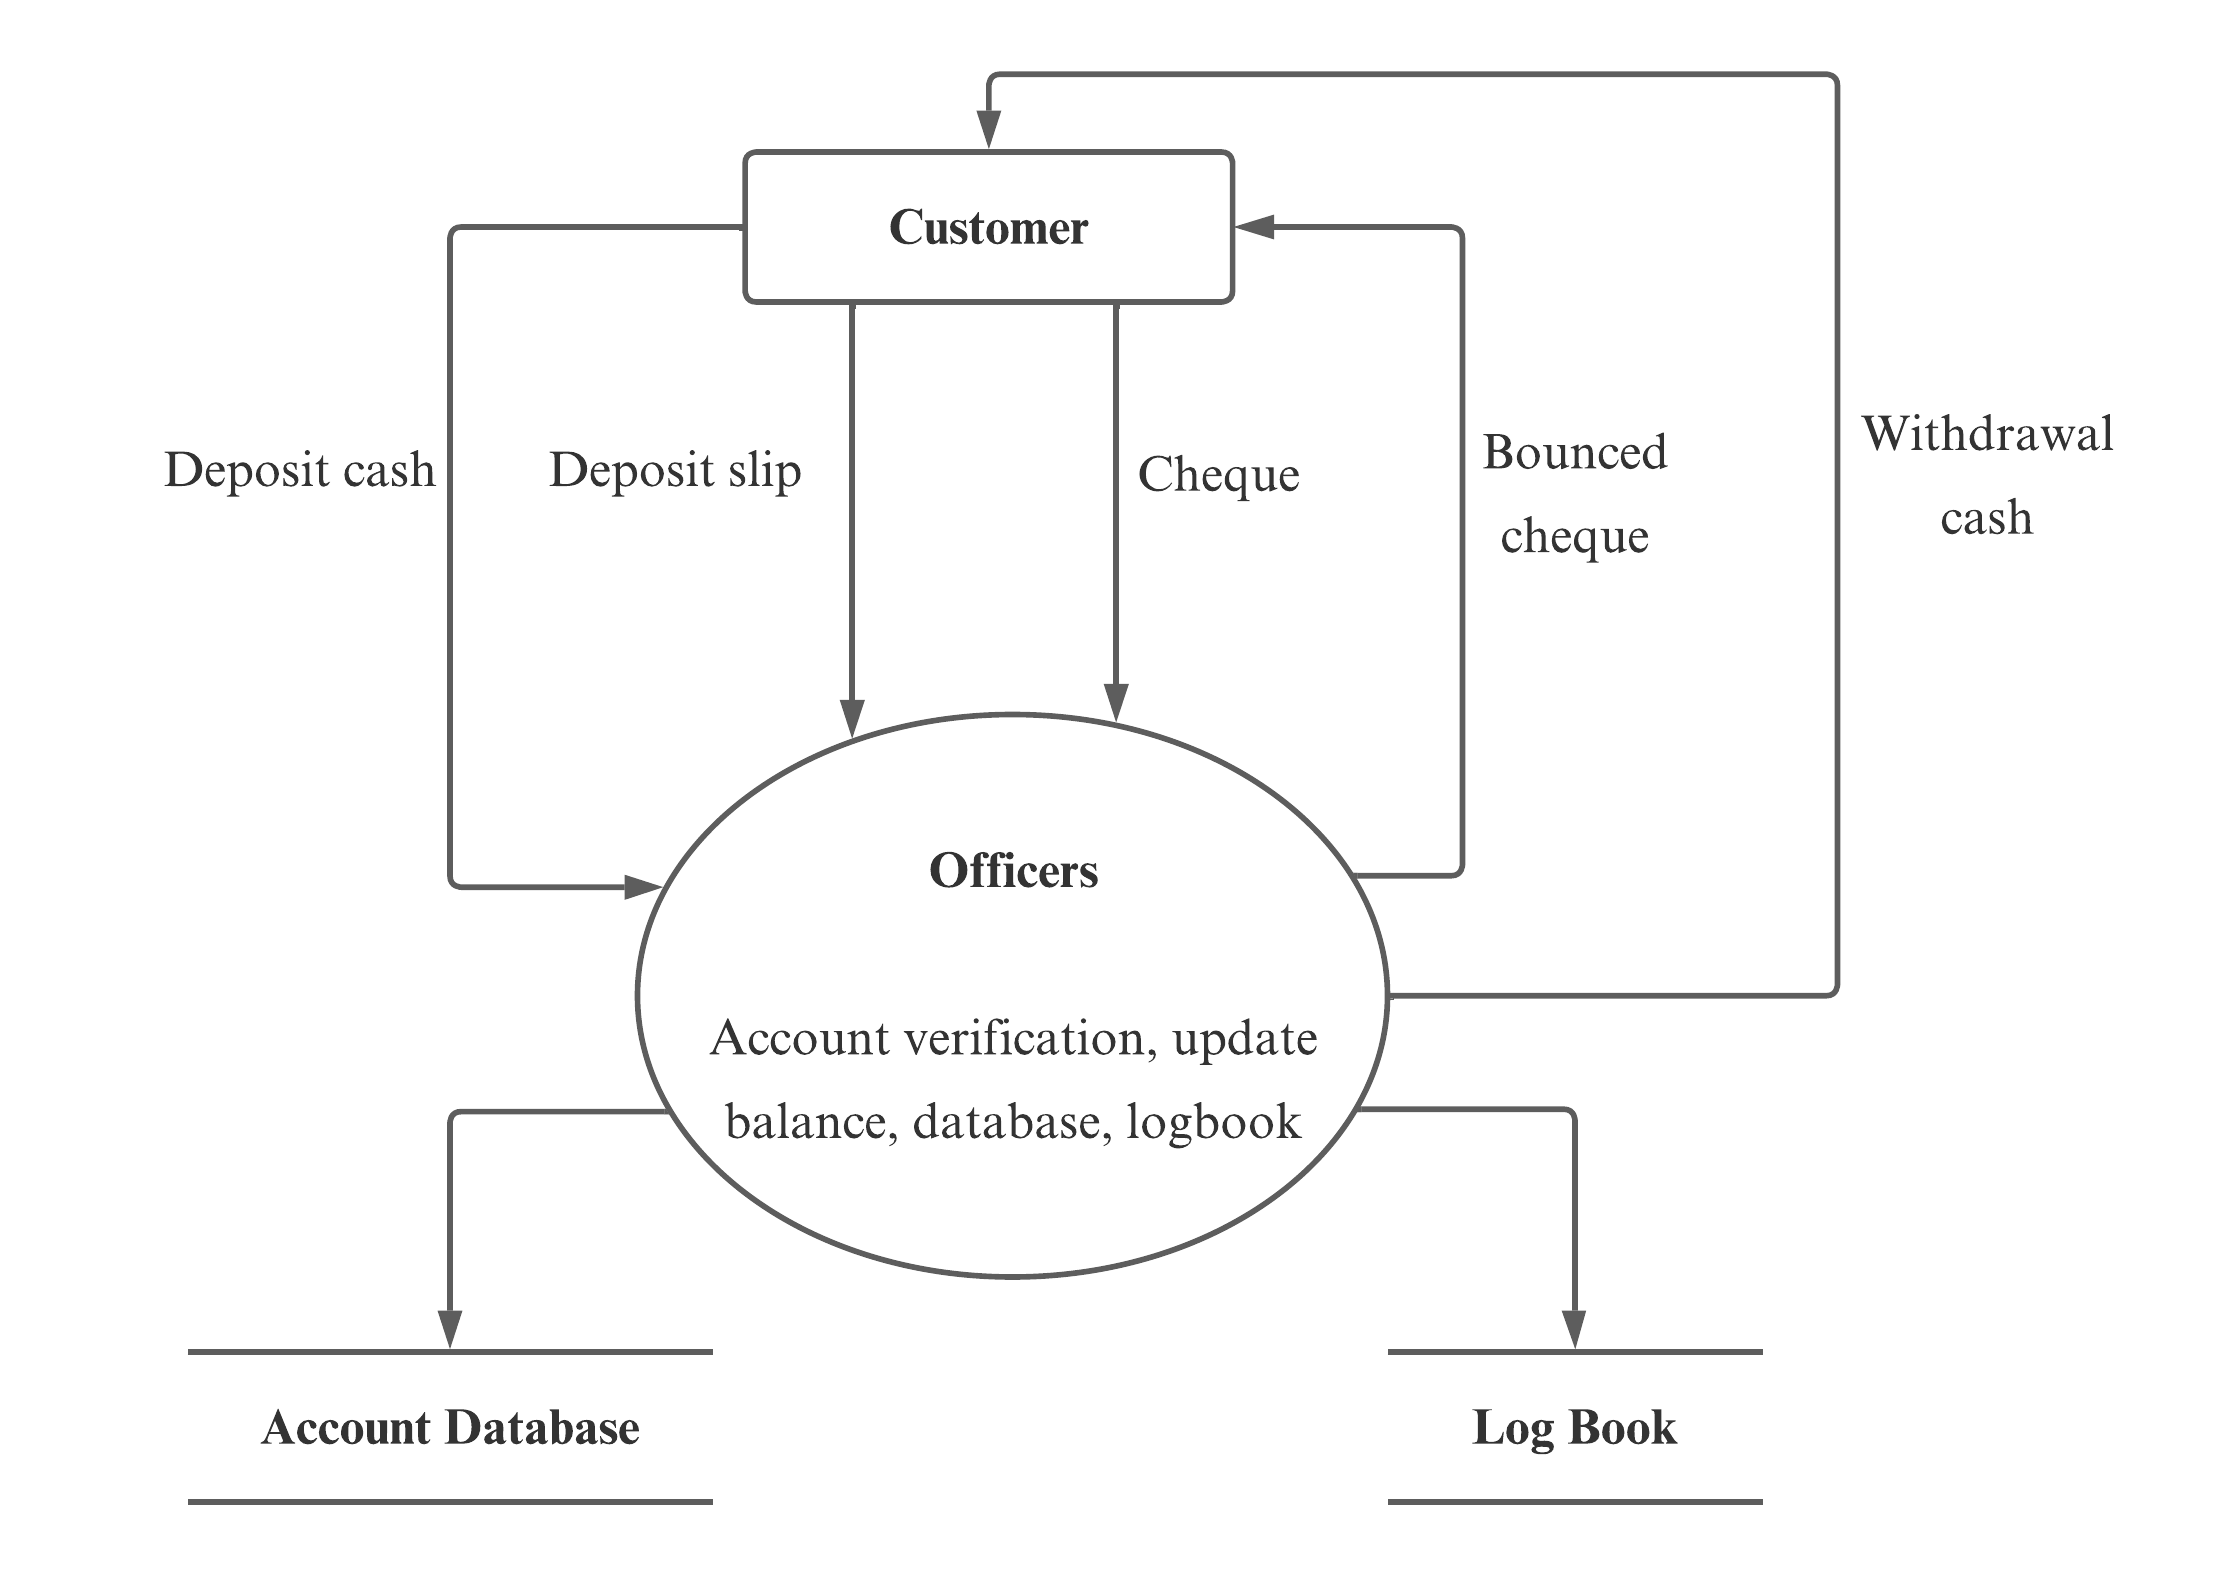 Customer
Deposit cash
Deposit slip
Cheque
Bounced
cheque
Withdrawal
cash
Officers
Account verification, update
balance, database, logbook
Account Database
Log Book